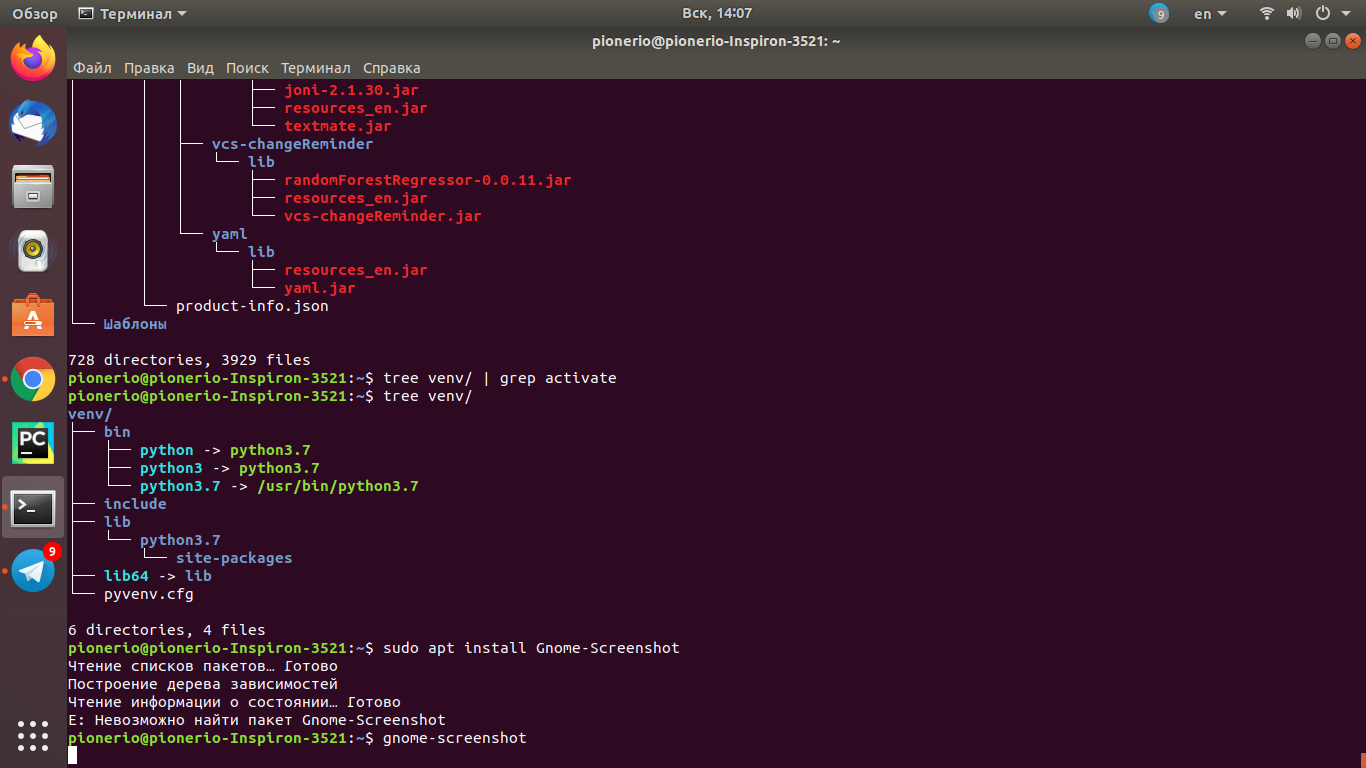 Обзор Терминал Вск, 14:07 9 en
pionerio@pionerio-Inspiron-3521: ~
Файл Правка Вид Поиск Терминал Справка
joni-2.1.30.jar
resources_en.jar
textmate.jar
vcs-changeReminder
lib
randomForestRegressor-0.0.11.jar
resources_en.jar
vcs-changeReminder.jar
yaml
lib
resources_en.jar
yaml.jar
product-info.json
Шаблоны
728 directories, 3929 files
pionerio@pionerio-Inspiron-3521:~$ tree venv/ | grep activate
pionerio@pionerio-Inspiron-3521:~$ tree venv/
venv/
bin
python -> python3.7
python3 -> python3.7
python3.7 -> /usr/bin/python3.7
include
lib
python3.7
site-packages
lib64 -> lib
pyvenv.cfg
6 directories, 4 files
pionerio@pionerio-Inspiron-3521:~$ sudo apt install Gnome-Screenshot
Чтение списков пакетов… Готово
Построение дерева зависимостей
Чтение информации о состоянии… Готово
E: Невозможно найти пакет Gnome-Screenshot
pionerio@pionerio-Inspiron-3521:~$ gnome-screenshot
PC
9